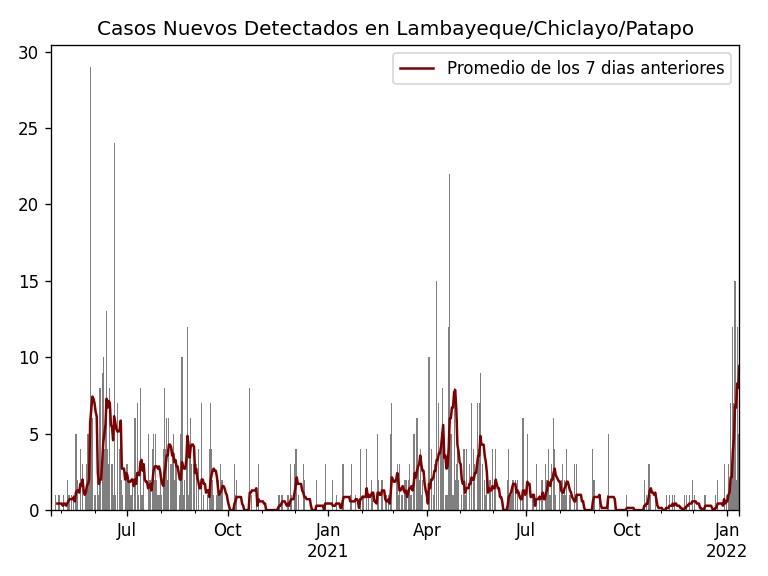 Casos Nuevos Detectados en Lambayeque/Chiclayo/Patapo
Promedio de los 7 dias anteriores
30
25
20
15
10
5
0
Jul Oct Jan Apr Jul Oct Jan
2021 2022